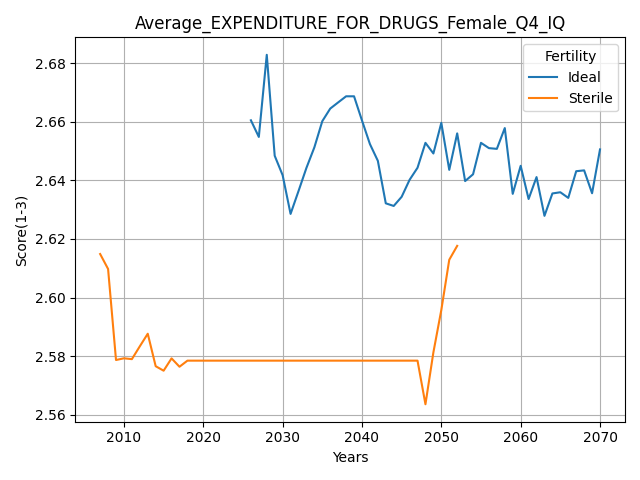 Average_EXPENDITURE_FOR_DRUGS_Female_Q4_IQ
Fertility
Ideal
Sterile
Score(1-3)
2.68
2.66
2.64
2.62
2.60
2.58
2.56
2010 2020 2030 2040 2050 2060 2070
Years